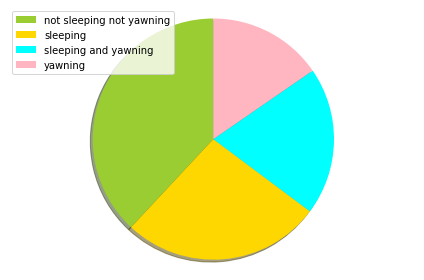 not sleeping not yawning
sleeping
sleeping and yawning
yawning